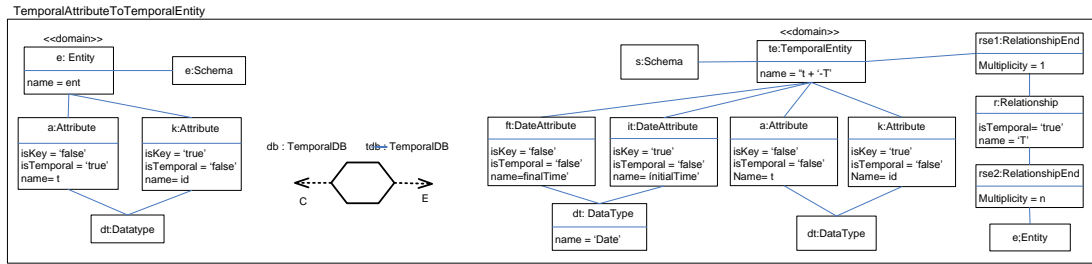 TemporalAttributeToTemporalEntity
<<domain>>
e: Entity
name = ent
e:Schema
a:Attribute
isKey = ‘false’
isTemporal = ‘true’
name= t
k:Attribute
isKey = ‘true’
isTemporal = ‘false’
name= id
dt:Datatype
db : TemporalDB
tdb : TemporalDB
C
E
<<domain>>
te:TemporalEntity
name = “t + ‘-T’
s:Schema
ft:DateAttribute
isKey = ‘false’
isTemporal = ‘false’
name=finalTime’
it:DateAttribute
isKey = ‘true’
isTemporal = ‘false’
name= initialTime’
a:Attribute
isKey = ‘false’
isTemporal = ‘false’
Name= t
k:Attribute
isKey = ‘true’
isTemporal = ‘false’
Name= id
dt: DataType
name = ‘Date’
dt:DataType
rse1:RelationshipEnd
Multiplicity = 1
r:Relationship
isTemporal= ‘true’
name = ‘T’
rse2:RelationshipEnd
Multiplicity = n
e;Entity